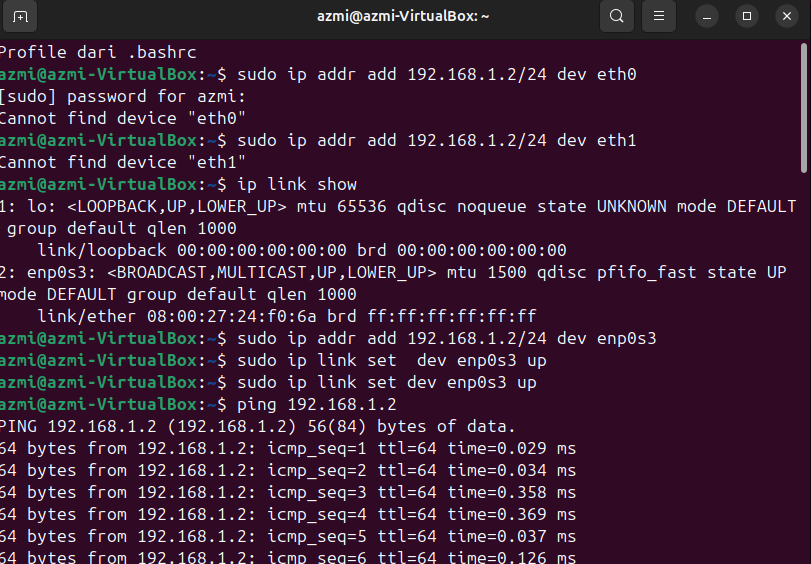 azmi@azmi-VirtualBox: ~
Profile dari .bashrc
azmi@azmi-VirtualBox:~$ sudo ip addr add 192.168.1.2/24 dev eth0
[sudo] password for azmi:
Cannot find device "eth0"
azmi@azmi-VirtualBox:~$ sudo ip addr add 192.168.1.2/24 dev eth1
Cannot find device "eth1"
azmi@azmi-VirtualBox:~$ ip link show
1: lo: <LOOPBACK,UP,LOWER_UP> mtu 65536 qdisc noqueue state UNKNOWN mode DEFAULT
 group default qlen 1000
    link/loopback 00:00:00:00:00:00 brd 00:00:00:00:00:00
2: enp0s3: <BROADCAST,MULTICAST,UP,LOWER_UP> mtu 1500 qdisc pfifo_fast state UP
mode DEFAULT group default qlen 1000
    link/ether 08:00:27:24:f0:6a brd ff:ff:ff:ff:ff:ff
azmi@azmi-VirtualBox:~$ sudo ip addr add 192.168.1.2/24 dev enp0s3
azmi@azmi-VirtualBox:~$ sudo ip link set  dev enp0s3 up
azmi@azmi-VirtualBox:~$ sudo ip link set dev enp0s3 up
azmi@azmi-VirtualBox:~$ ping 192.168.1.2
PING 192.168.1.2 (192.168.1.2) 56(84) bytes of data.
64 bytes from 192.168.1.2: icmp_seq=1 ttl=64 time=0.029 ms
64 bytes from 192.168.1.2: icmp_seq=2 ttl=64 time=0.034 ms
64 bytes from 192.168.1.2: icmp_seq=3 ttl=64 time=0.358 ms
64 bytes from 192.168.1.2: icmp_seq=4 ttl=64 time=0.369 ms
64 bytes from 192.168.1.2: icmp_seq=5 ttl=64 time=0.037 ms
64 bytes from 192.168.1.2: icmp_seq=6 ttl=64 time=0.126 ms